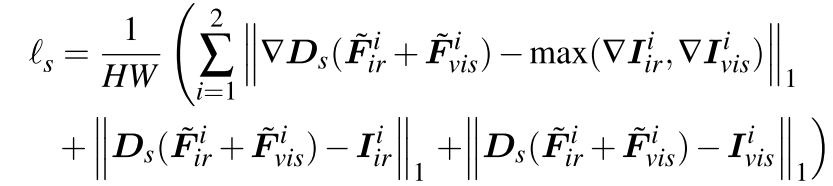 ℓ_s = \frac{1}{HW} \left( \sum_{i=1}^{2} \left\| \nabla \boldsymbol{D}_s(\tilde{\boldsymbol{F}}_{ir}^{i} + \tilde{\boldsymbol{F}}_{vis}^{i}) - \max(\nabla \boldsymbol{I}_{ir}^{i}, \nabla \boldsymbol{I}_{vis}^{i}) \right\|_1
+ \left\| \boldsymbol{D}_s(\tilde{\boldsymbol{F}}_{ir}^{i} + \tilde{\boldsymbol{F}}_{vis}^{i}) - \boldsymbol{I}_{ir}^{i} \right\|_1 + \left\| \boldsymbol{D}_s(\tilde{\boldsymbol{F}}_{ir}^{i} + \tilde{\boldsymbol{F}}_{vis}^{i}) - \boldsymbol{I}_{vis}^{i} \right\|_1 \right)